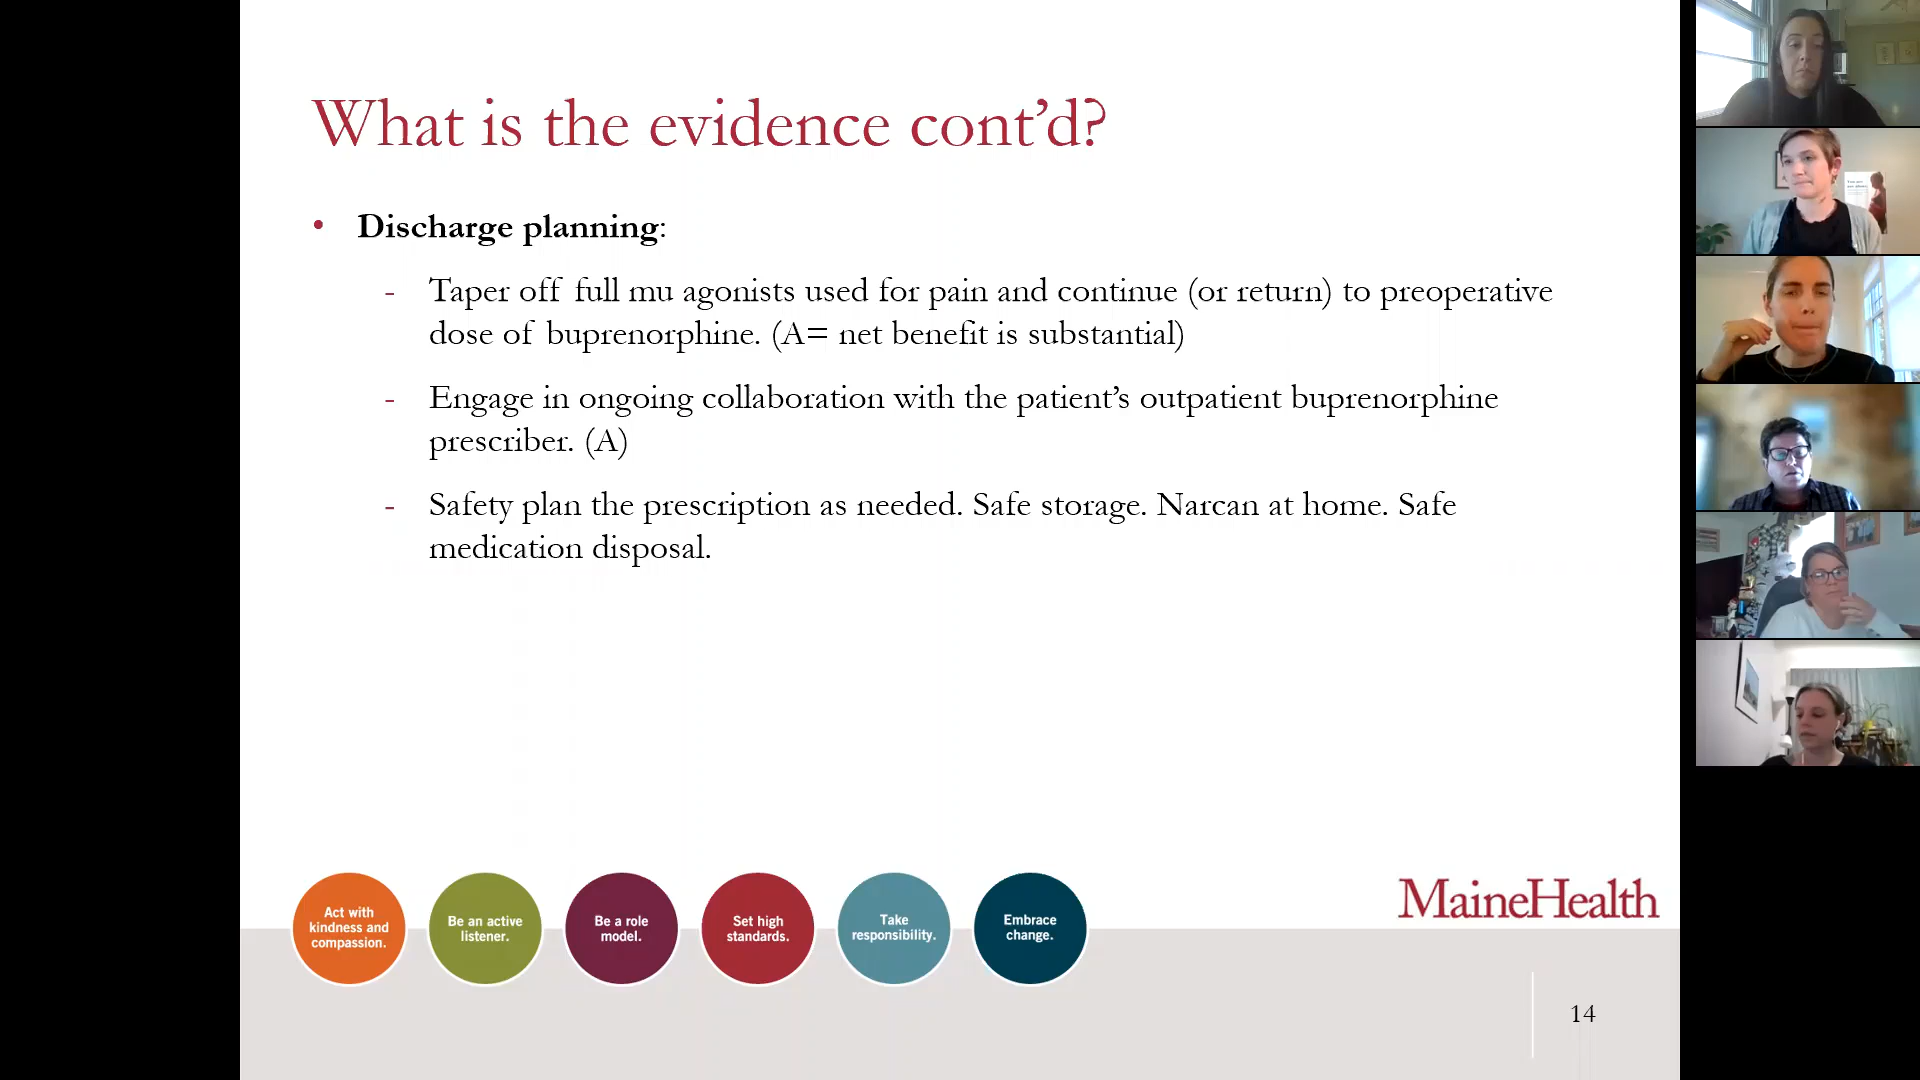 What is the evidence cont’d?
• Discharge planning:
- Taper off full mu agonists used for pain and continue (or return) to preoperative
dose of buprenorphine. (A= net benefit is substantial)
- Engage in ongoing collaboration with the patient’s outpatient buprenorphine
prescriber. (A)
- Safety plan the prescription as needed. Safe storage. Narcan at home. Safe
medication disposal.
Act with
kindness and
compassion.
Be an active
listener.
Be a role
model.
Set high
standards.
Take
responsibility.
Embrace
change.
MaineHealth
14